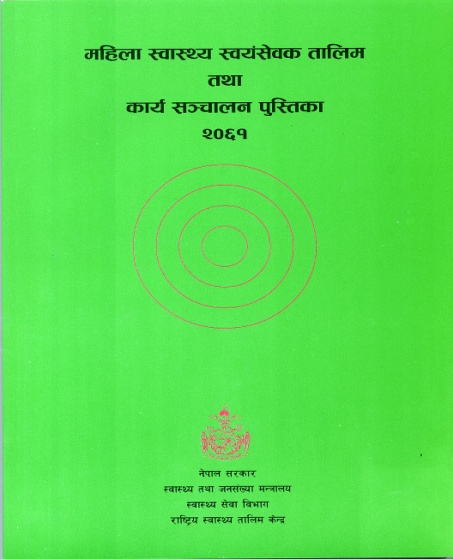 महिला स्वास्थ्य स्वयंसेवक तालिम
तथा
कार्य सञ्चालन पुस्तिका
२०६१
नेपाल सरकार
स्वास्थ्य तथा जनसंख्या मन्त्रालय
स्वास्थ्य सेवा विभाग
राष्ट्रिय स्वास्थ्य तालिम केन्द्र